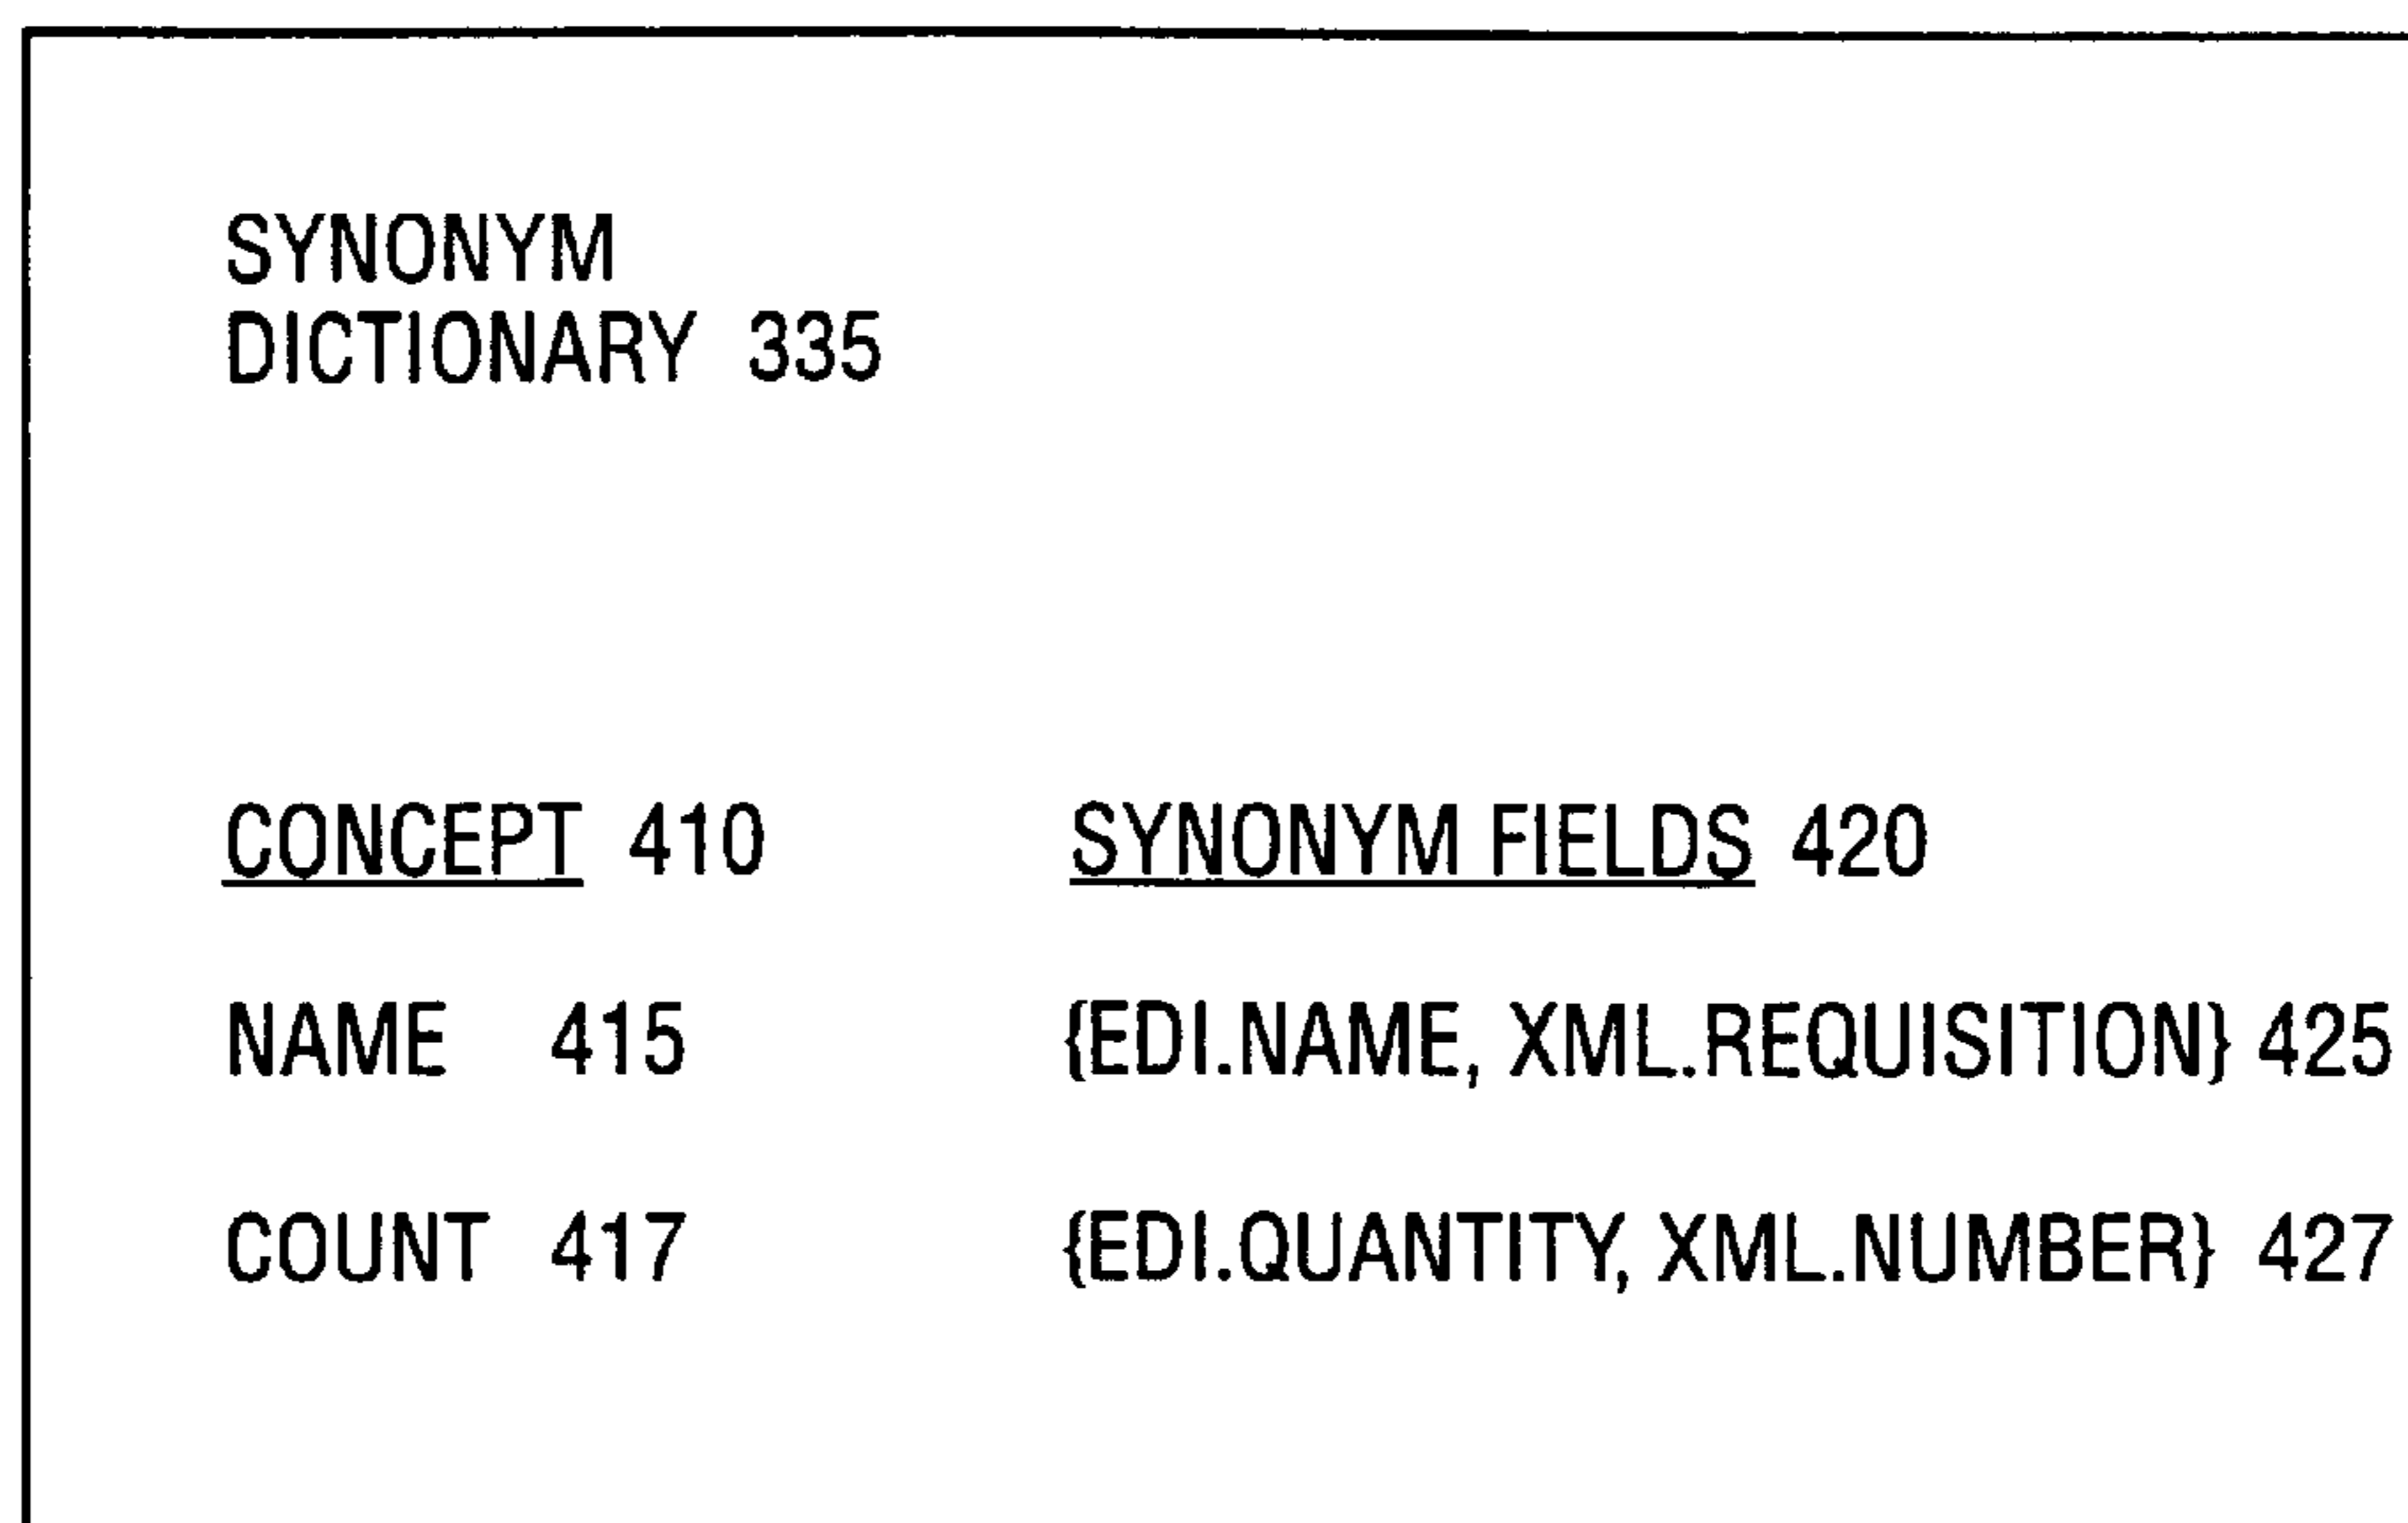 SYNONYM
DICTIONARY 335
CONCEPT 410 SYNONYM FIELDS 420
NAME 415 {EDI.NAME, XML.REQUISITION} 425
COUNT 417 {EDI.QUANTITY, XML.NUMBER} 427